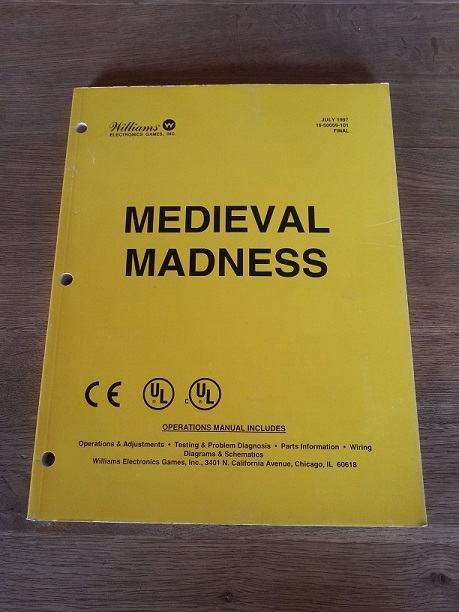 Williams W
ELECTRONICS GAMES, INC.
JULY 1997
16-50059-101
FINAL
MEDIEVAL
MADNESS
CE UL ® C UL ®
OPERATIONS MANUAL INCLUDES
Operations & Adjustments • Testing & Problem Diagnosis • Parts Information • Wiring
Diagrams & Schematics
Williams Electronics Games, Inc., 3401 N. California Avenue, Chicago, IL 60618